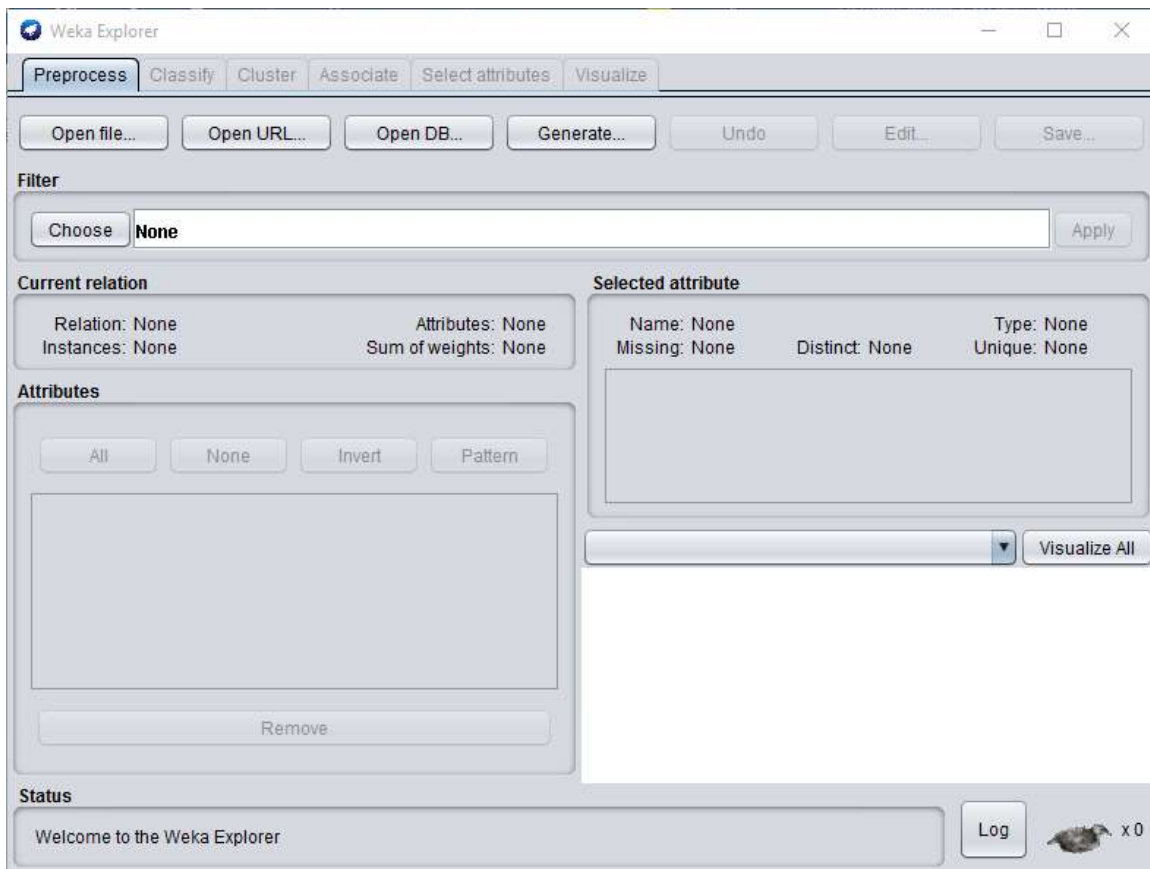 Weka Explorer
Preprocess Classify Cluster Associate Select attributes Visualize
Open file... Open URL... Open DB... Generate... Undo Edit... Save...
Filter
Choose None Apply
Current relation
Relation: None Attributes: None
Instances: None Sum of weights: None
Selected attribute
Name: None Type: None
Missing: None Distinct: None Unique: None
Attributes
All None Invert Pattern
Remove
Visualize All
Status
Welcome to the Weka Explorer
Log x 0